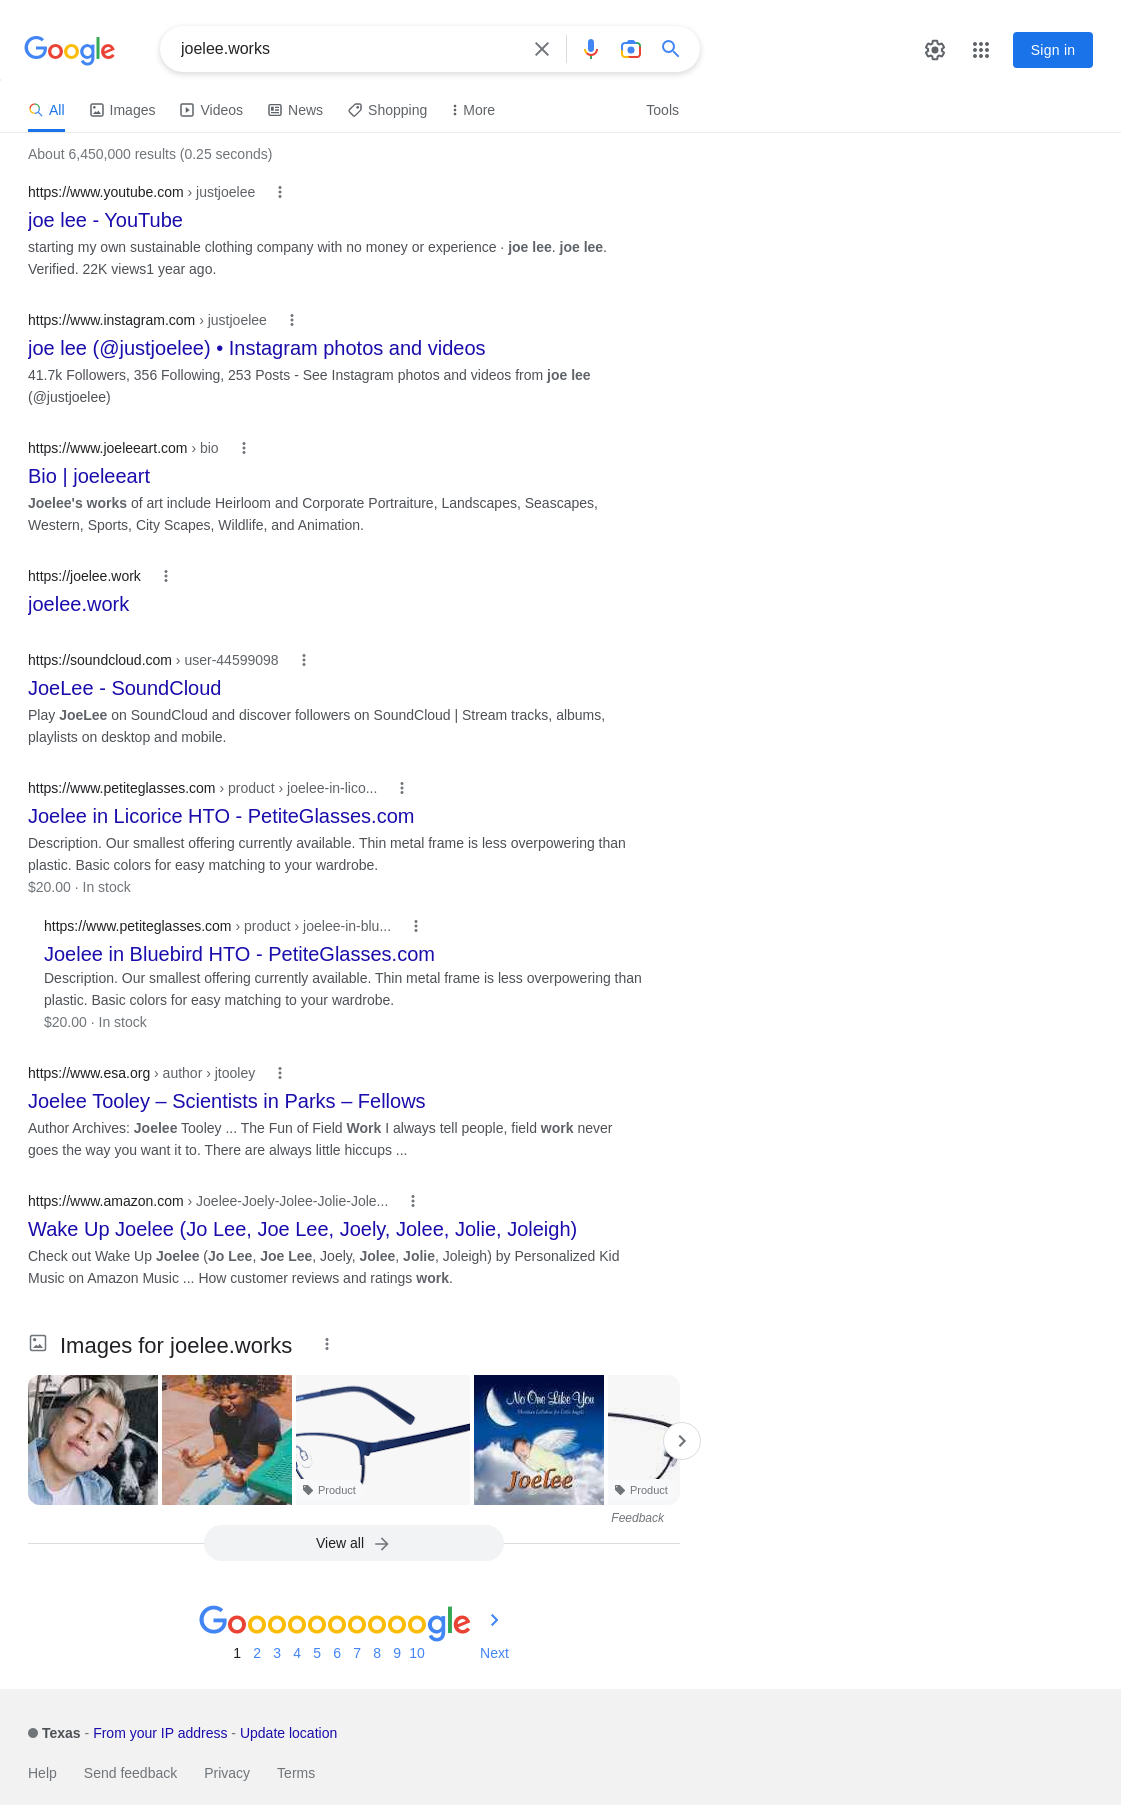 Google
joelee.works
Sign in
All
Images
Videos
News
Shopping
More
Tools
About 6,450,000 results (0.25 seconds)
https://www.youtube.com › justjoelee
joe lee - YouTube
starting my own sustainable clothing company with no money or experience · joe lee. joe lee.
Verified. 22K views1 year ago.
https://www.instagram.com › justjoelee
joe lee (@justjoelee) • Instagram photos and videos
41.7k Followers, 356 Following, 253 Posts - See Instagram photos and videos from joe lee
(@justjoelee)
https://www.joeleeart.com › bio
Bio | joeleeart
Joelee's works of art include Heirloom and Corporate Portraiture, Landscapes, Seascapes,
Western, Sports, City Scapes, Wildlife, and Animation.
https://joelee.work
joelee.work
https://soundcloud.com › user-44599098
JoeLee - SoundCloud
Play JoeLee on SoundCloud and discover followers on SoundCloud | Stream tracks, albums,
playlists on desktop and mobile.
https://www.petiteglasses.com › product › joelee-in-lico...
Joelee in Licorice HTO - PetiteGlasses.com
Description. Our smallest offering currently available. Thin metal frame is less overpowering than
plastic. Basic colors for easy matching to your wardrobe.
$20.00 · In stock
https://www.petiteglasses.com › product › joelee-in-blu...
Joelee in Bluebird HTO - PetiteGlasses.com
Description. Our smallest offering currently available. Thin metal frame is less overpowering than
plastic. Basic colors for easy matching to your wardrobe.
$20.00 · In stock
https://www.esa.org › author › jtooley
Joelee Tooley – Scientists in Parks – Fellows
Author Archives: Joelee Tooley ... The Fun of Field Work I always tell people, field work never
goes the way you want it to. There are always little hiccups ...
https://www.amazon.com › Joelee-Joely-Jolee-Jolie-Jole...
Wake Up Joelee (Jo Lee, Joe Lee, Joely, Jolee, Jolie, Joleigh)
Check out Wake Up Joelee (Jo Lee, Joe Lee, Joely, Jolee, Jolie, Joleigh) by Personalized Kid
Music on Amazon Music ... How customer reviews and ratings work.
Images for joelee.works
No One Like You
Joelee
Product
Product
Feedback
View all
Goooooooooogle
1 2 3 4 5 6 7 8 9 10 Next
Texas - From your IP address - Update location
Help Send feedback Privacy Terms